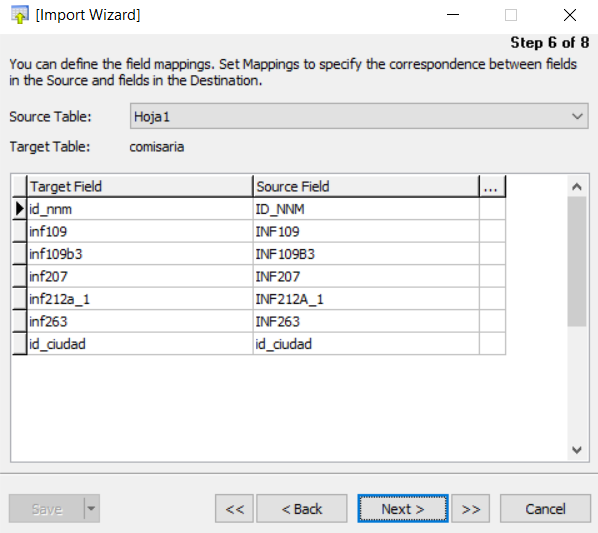 [Import Wizard]
Step 6 of 8
You can define the field mappings. Set Mappings to specify the correspondence between fields
in the Source and fields in the Destination.
Source Table: Hoja1
Target Table: comisaria
Target Field Source Field ...
id_nnm ID_NNM
inf109 INF109
inf109b3 INF109B3
inf207 INF207
inf212a_1 INF212A_1
inf263 INF263
id_ciudad id_ciudad
Save << < Back Next > >> Cancel